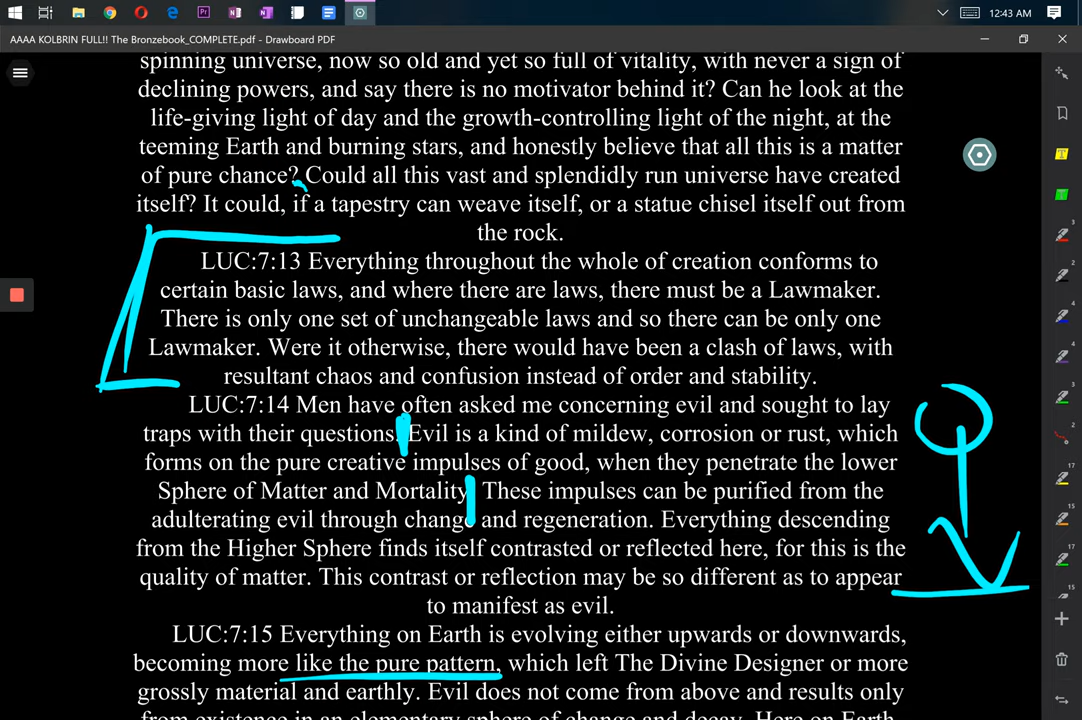 12:43 AM
AAAA KOLBRIN FULL!! The Bronzebook_COMPLETE.pdf - Drawboard PDF
spinning universe, now so old and yet so full of vitality, with never a sign of
declining powers, and say there is no motivator behind it? Can he look at the
life-giving light of day and the growth-controlling light of the night, at the
teeming Earth and burning stars, and honestly believe that all this is a matter
of pure chance? Could all this vast and splendidly run universe have created
itself? It could, if a tapestry can weave itself, or a statue chisel itself out from
the rock.
LUC:7:13 Everything throughout the whole of creation conforms to
certain basic laws, and where there are laws, there must be a Lawmaker.
There is only one set of unchangeable laws and so there can be only one
Lawmaker. Were it otherwise, there would have been a clash of laws, with
resultant chaos and confusion instead of order and stability.
LUC:7:14 Men have often asked me concerning evil and sought to lay
traps with their questions. Evil is a kind of mildew, corrosion or rust, which
forms on the pure creative impulses of good, when they penetrate the lower
Sphere of Matter and Mortality These impulses can be purified from the
adulterating evil through change and regeneration. Everything descending
from the Higher Sphere finds itself contrasted or reflected here, for this is the
quality of matter. This contrast or reflection may be so different as to appear
to manifest as evil.
LUC:7:15 Everything on Earth is evolving either upwards or downwards,
becoming more like the pure pattern, which left The Divine Designer or more
grossly material and earthly. Evil does not come from above and results only
from existence in an elementary sphere of change and decay. Here on Earth